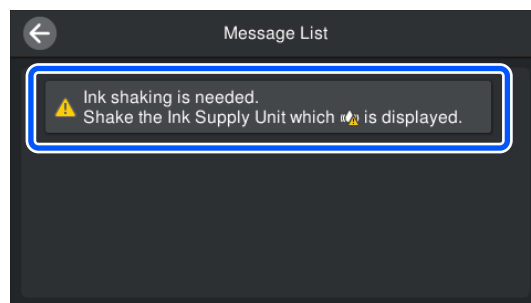 Message List
Ink shaking is needed.
Shake the Ink Supply Unit which is displayed.